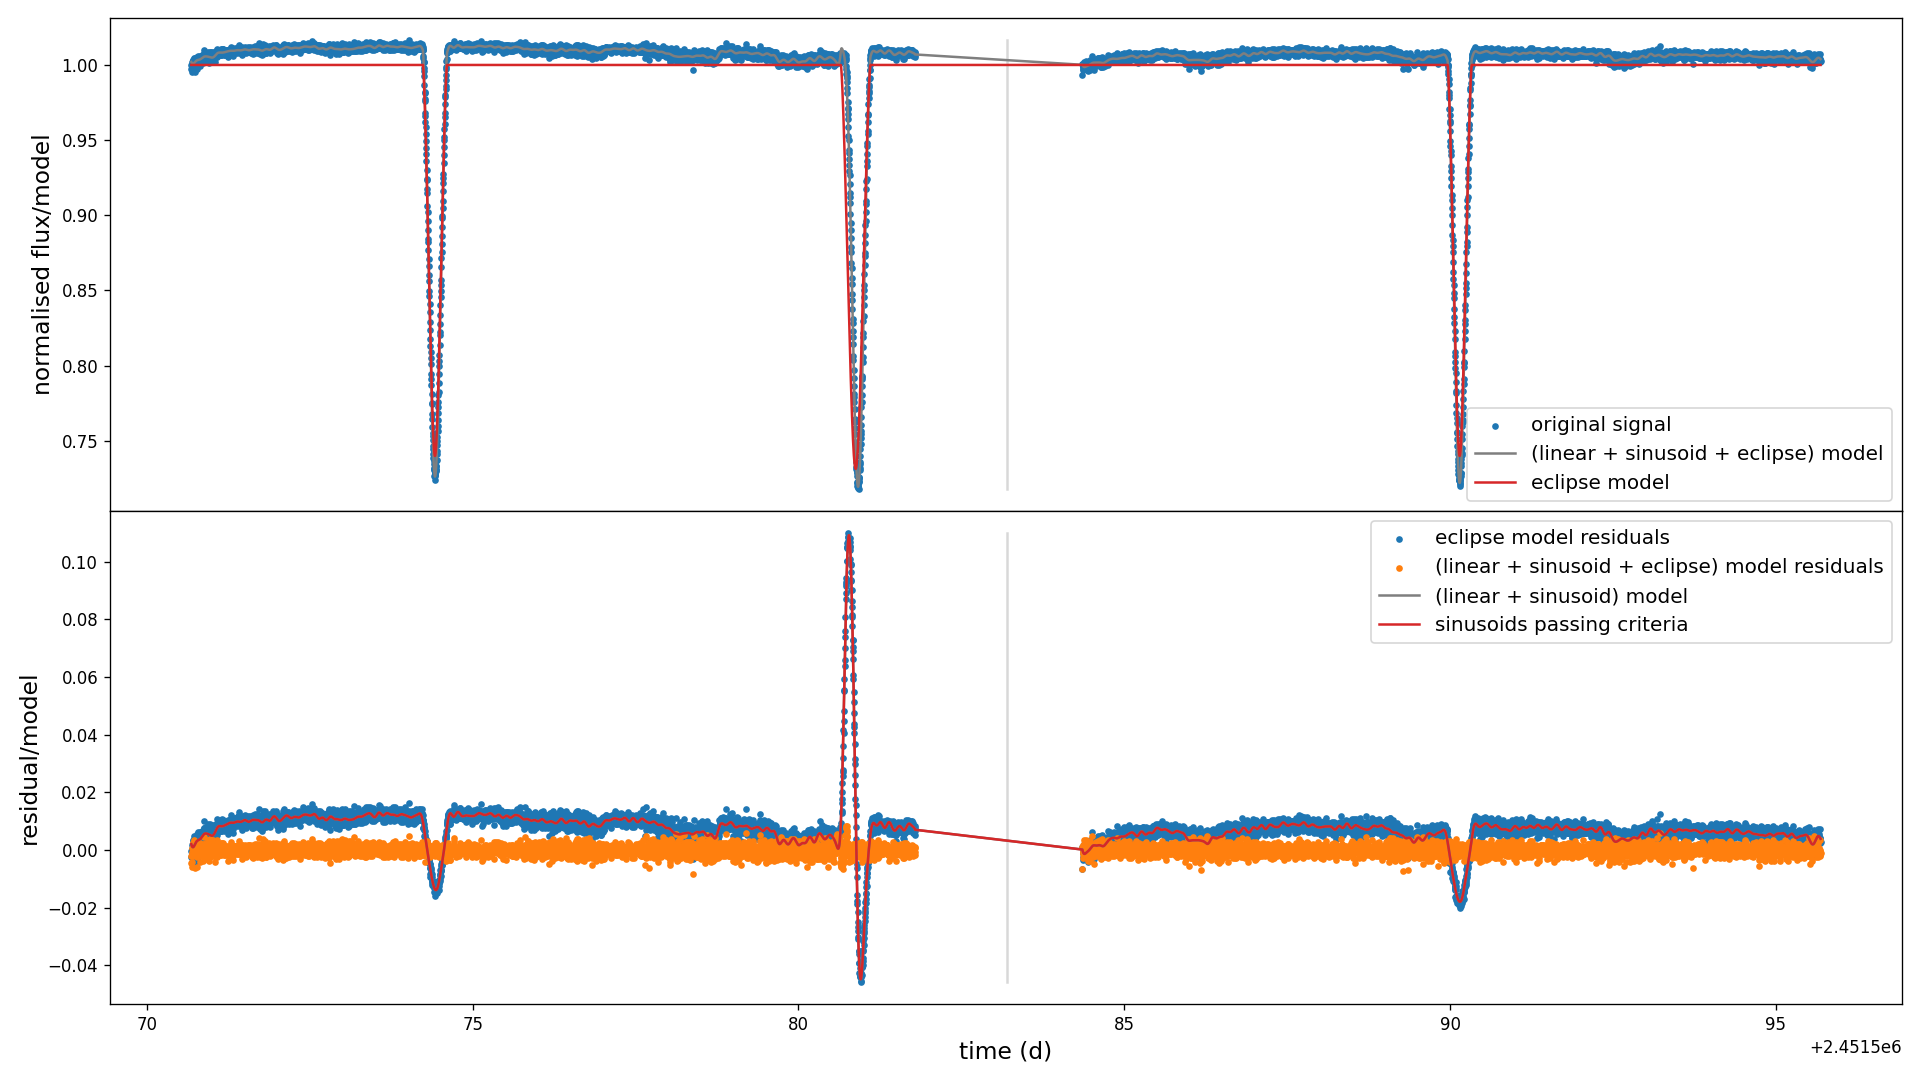 1.00
0.95
0.90
0.85
0.80
0.75
normalised flux/model
original signal
(linear + sinusoid + eclipse) model
eclipse model
0.10
0.08
0.06
0.04
0.02
0.00
−0.02
−0.04
residual/model
eclipse model residuals
(linear + sinusoid + eclipse) model residuals
(linear + sinusoid) model
sinusoids passing criteria
70 75 80 85 90 95
time (d)
+2.4515e6